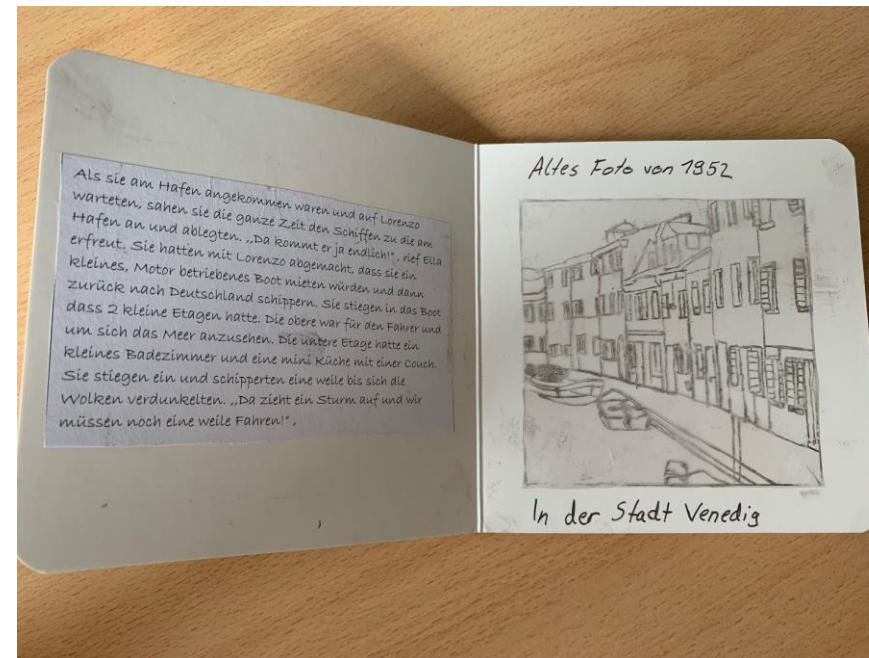 Als sie am Hafen angekommen waren und auf Lorenzo
warteten, sahen sie die ganze Zeit den Schiffen zu die am
Hafen an und ablegten. „Da kommt er ja endlich!", rief Ella
erfreut. Sie hatten mit Lorenzo abgemacht, dass sie ein
kleines, Motor betriebenes Boot mieten würden und dann
zurück nach Deutschland schippern. Sie stiegen in das Boot
dass 2 kleine Etagen hatte. Die obere war für den Fahrer und
um sich das Meer anzusehen. Die untere Etage hatte ein
kleines Badezimmer und eine mini Küche mit einer Couch.
Sie stiegen ein und schipperten eine weile bis sich die
Wolken verdunkelten. „Da zieht ein Sturm auf und wir
müssen noch eine weile Fahren!",
Altes Foto von 1952
In der Stadt Venedig